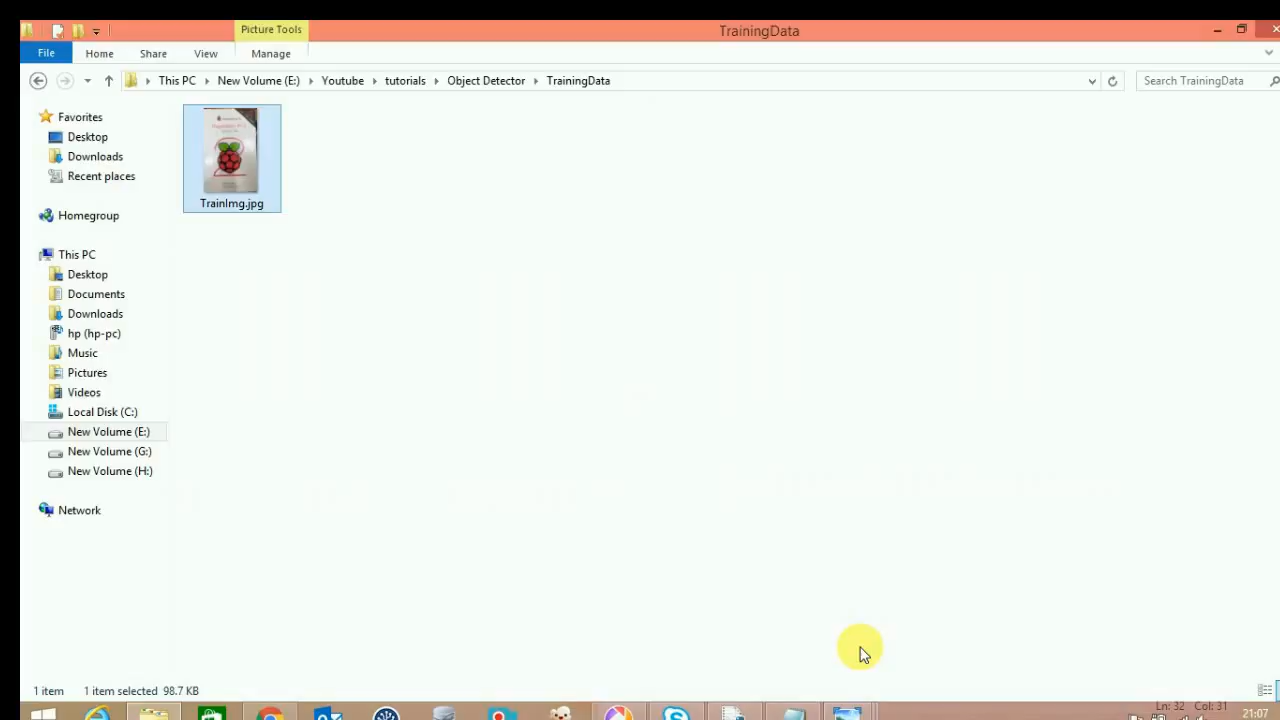 Picture Tools
TrainingData
File
Home
Share
View
Manage
This PC
New Volume (E:)
Youtube
tutorials
Object Detector
TrainingData
Search TrainingData
Favorites
Desktop
Downloads
Recent places
Homegroup
This PC
Desktop
Documents
Downloads
hp (hp-pc)
Music
Pictures
Videos
Local Disk (C:)
New Volume (E:)
New Volume (G:)
New Volume (H:)
Network
TrainImg.jpg
1 item
1 item selected 98.7 KB
Ln: 32 Col: 31
21:07